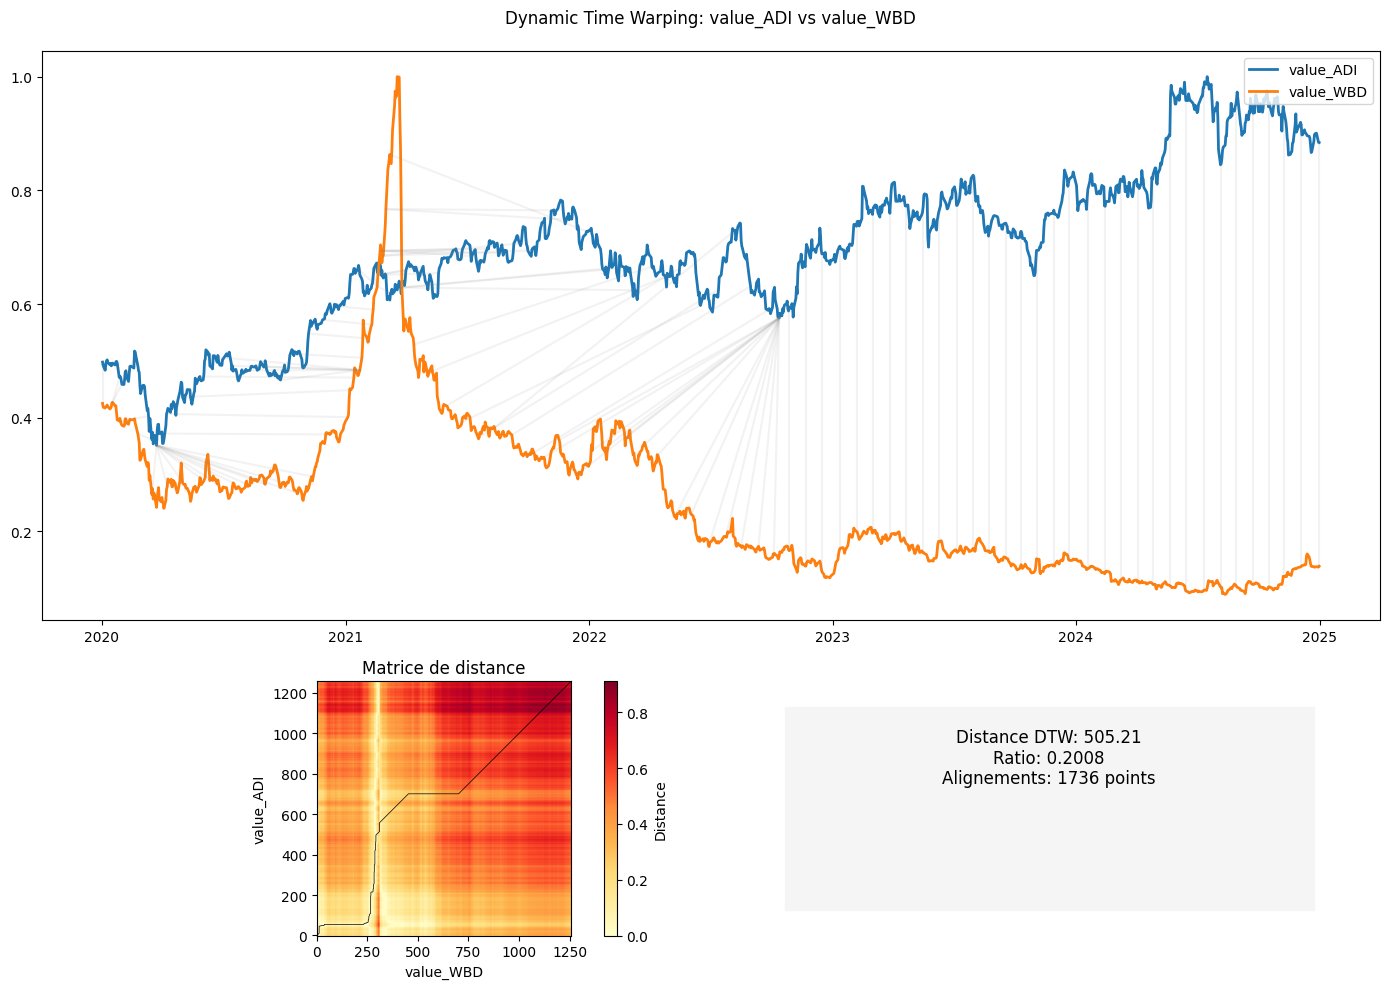 Dynamic Time Warping: value_ADI vs value_WBD
value_ADI
value_WBD
1.0
0.8
0.6
0.4
0.2
2020 2021 2022 2023 2024 2025
Matrice de distance
1200
1000
800
600
400
200
0
value_ADI
0 250 500 750 1000 1250
value_WBD
0.8
0.6
0.4
0.2
0.0
Distance
Distance DTW: 505.21
Ratio: 0.2008
Alignements: 1736 points